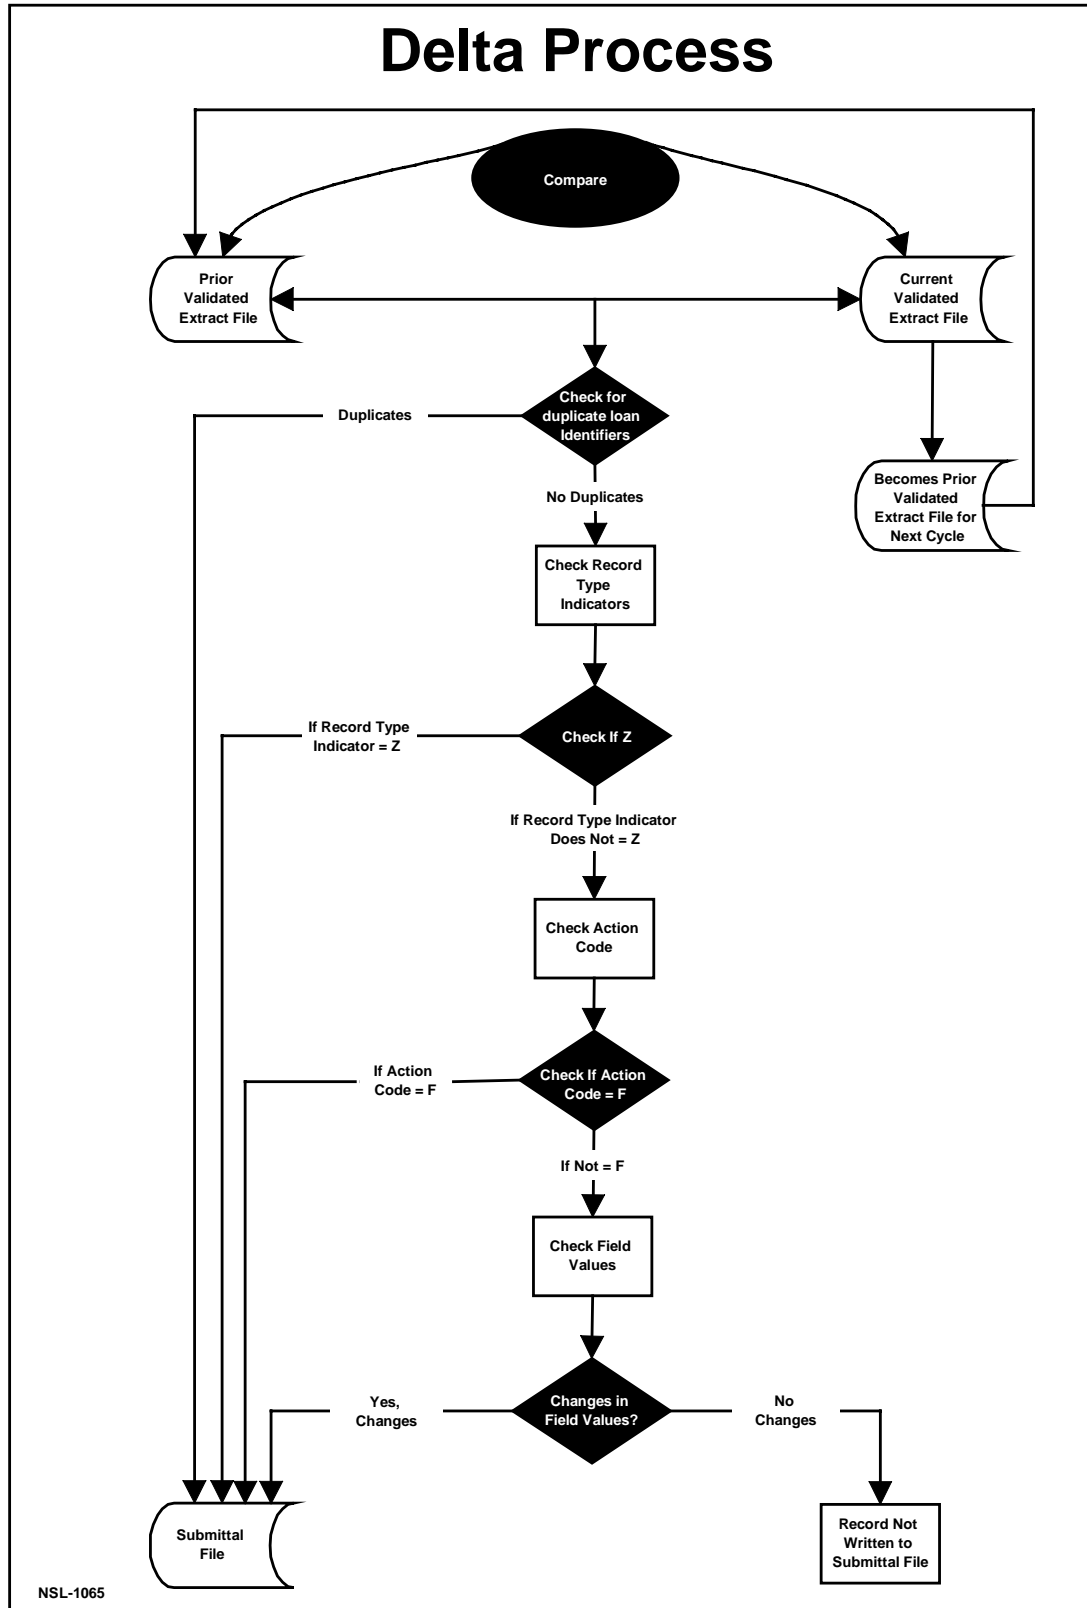 Delta Process
Compare
Prior
Validated
Extract File
Current
Validated
Extract File
Check for
duplicate loan
Identifiers
Duplicates
No Duplicates
Becomes Prior
Validated
Extract File for
Next Cycle
Check Record
Type
Indicators
If Record Type
Indicator = Z
Check If Z
If Record Type Indicator
Does Not = Z
Check Action
Code
If Action
Code = F
Check If Action
Code = F
If Not = F
Check Field
Values
Yes,
Changes
Changes in
Field Values?
No
Changes
Submittal
File
Record Not
Written to
Submittal File
NSL-1065